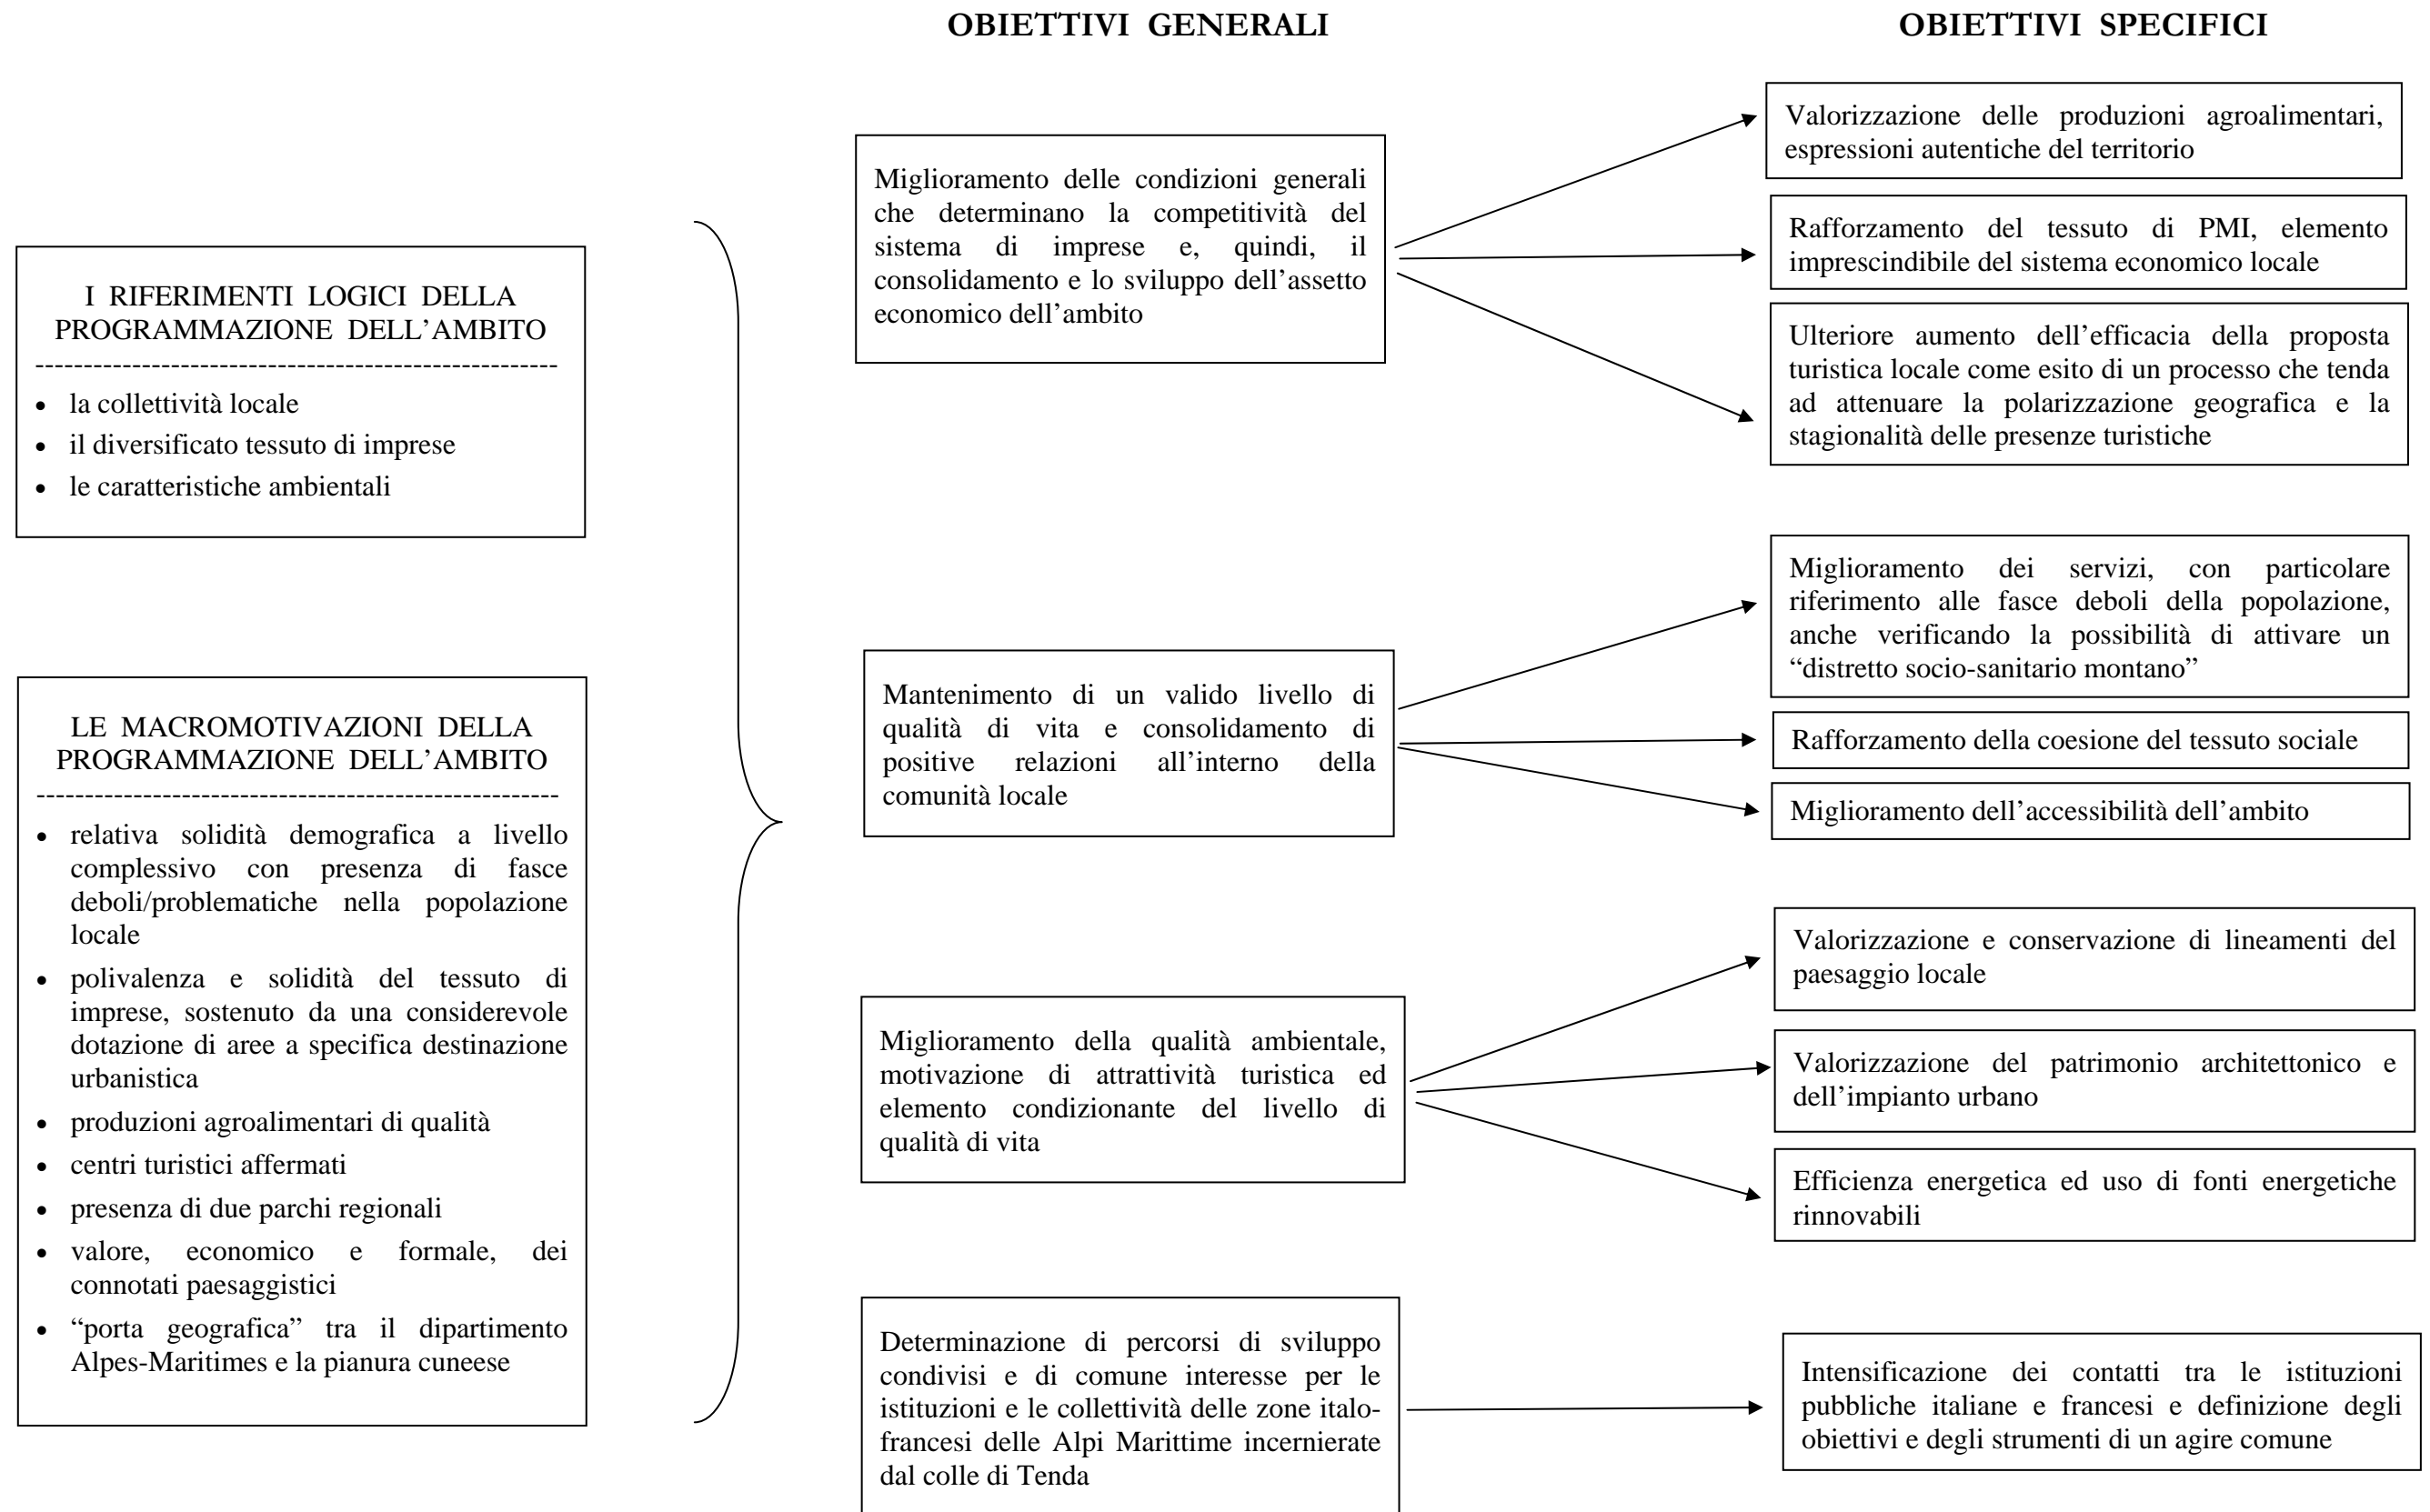 OBIETTIVI GENERALI
OBIETTIVI SPECIFICI
I RIFERIMENTI LOGICI DELLA
PROGRAMMAZIONE DELL’AMBITO
------------------------------------------------------
• la collettività locale
• il diversificato tessuto di imprese
• le caratteristiche ambientali
LE MACROMOTIVAZIONI DELLA
PROGRAMMAZIONE DELL’AMBITO
------------------------------------------------------
• relativa solidità demografica a livello
complessivo con presenza di fasce
deboli/problematiche nella popolazione
locale
• polivalenza e solidità del tessuto di
imprese, sostenuto da una considerevole
dotazione di aree a specifica destinazione
urbanistica
• produzioni agroalimentari di qualità
• centri turistici affermati
• presenza di due parchi regionali
• valore, economico e formale, dei
connotati paesaggistici
• “porta geografica” tra il dipartimento
Alpes-Maritimes e la pianura cuneese
Miglioramento delle condizioni generali
che determinano la competitività del
sistema di imprese e, quindi, il
consolidamento e lo sviluppo dell’assetto
economico dell’ambito
Valorizzazione delle produzioni agroalimentari,
espressioni autentiche del territorio
Rafforzamento del tessuto di PMI, elemento
imprescindibile del sistema economico locale
Ulteriore aumento dell’efficacia della proposta
turistica locale come esito di un processo che tenda
ad attenuare la polarizzazione geografica e la
stagionalità delle presenze turistiche
Mantenimento di un valido livello di
qualità di vita e consolidamento di
positive relazioni all’interno della
comunità locale
Miglioramento dei servizi, con particolare
riferimento alle fasce deboli della popolazione,
anche verificando la possibilità di attivare un
“distretto socio-sanitario montano”
Rafforzamento della coesione del tessuto sociale
Miglioramento dell’accessibilità dell’ambito
Miglioramento della qualità ambientale,
motivazione di attrattività turistica ed
elemento condizionante del livello di
qualità di vita
Valorizzazione e conservazione di lineamenti del
paesaggio locale
Valorizzazione del patrimonio architettonico e
dell’impianto urbano
Efficienza energetica ed uso di fonti energetiche
rinnovabili
Determinazione di percorsi di sviluppo
condivisi e di comune interesse per le
istituzioni e le collettività delle zone italo-
francesi delle Alpi Marittime incernierate
dal colle di Tenda
Intensificazione dei contatti tra le istituzioni
pubbliche italiane e francesi e definizione degli
obiettivi e degli strumenti di un agire comune